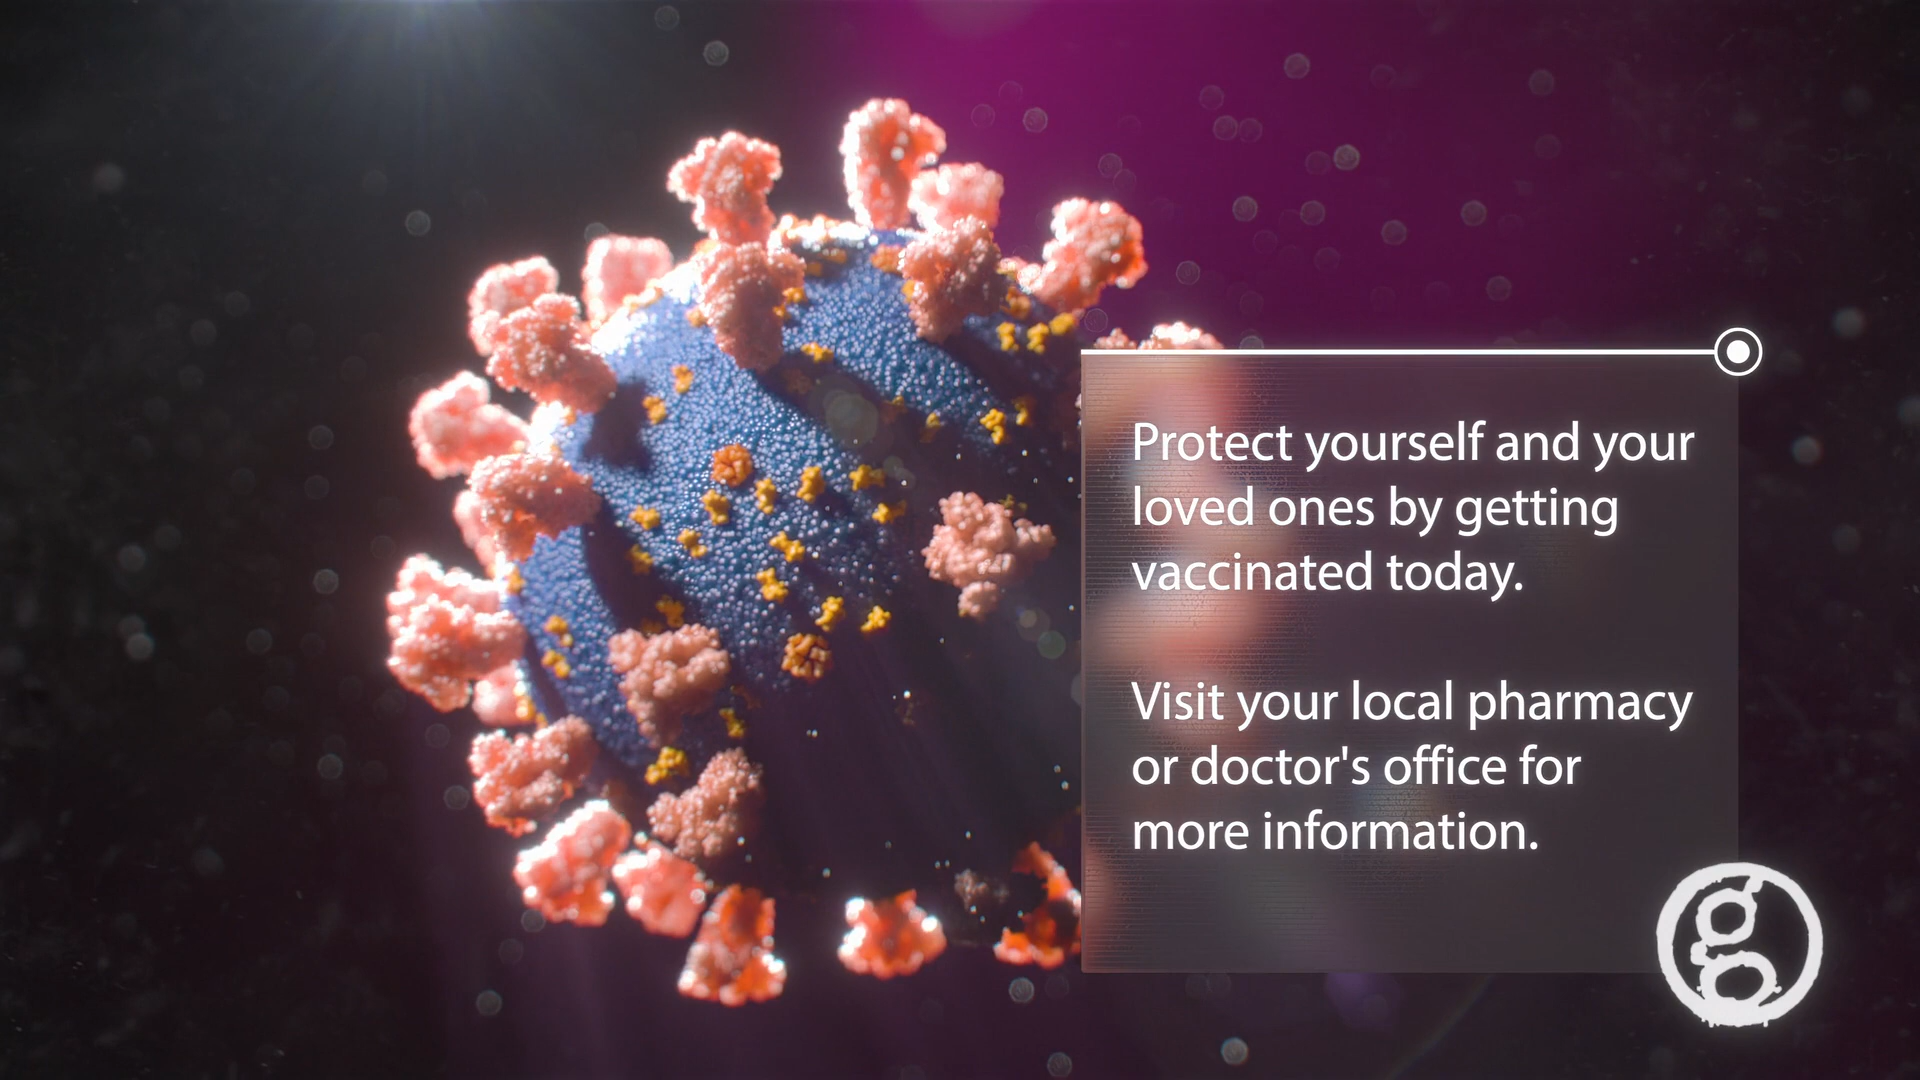 Protect yourself and your
loved ones by getting
vaccinated today.
Visit your local pharmacy
or doctor's office for
more information.
g